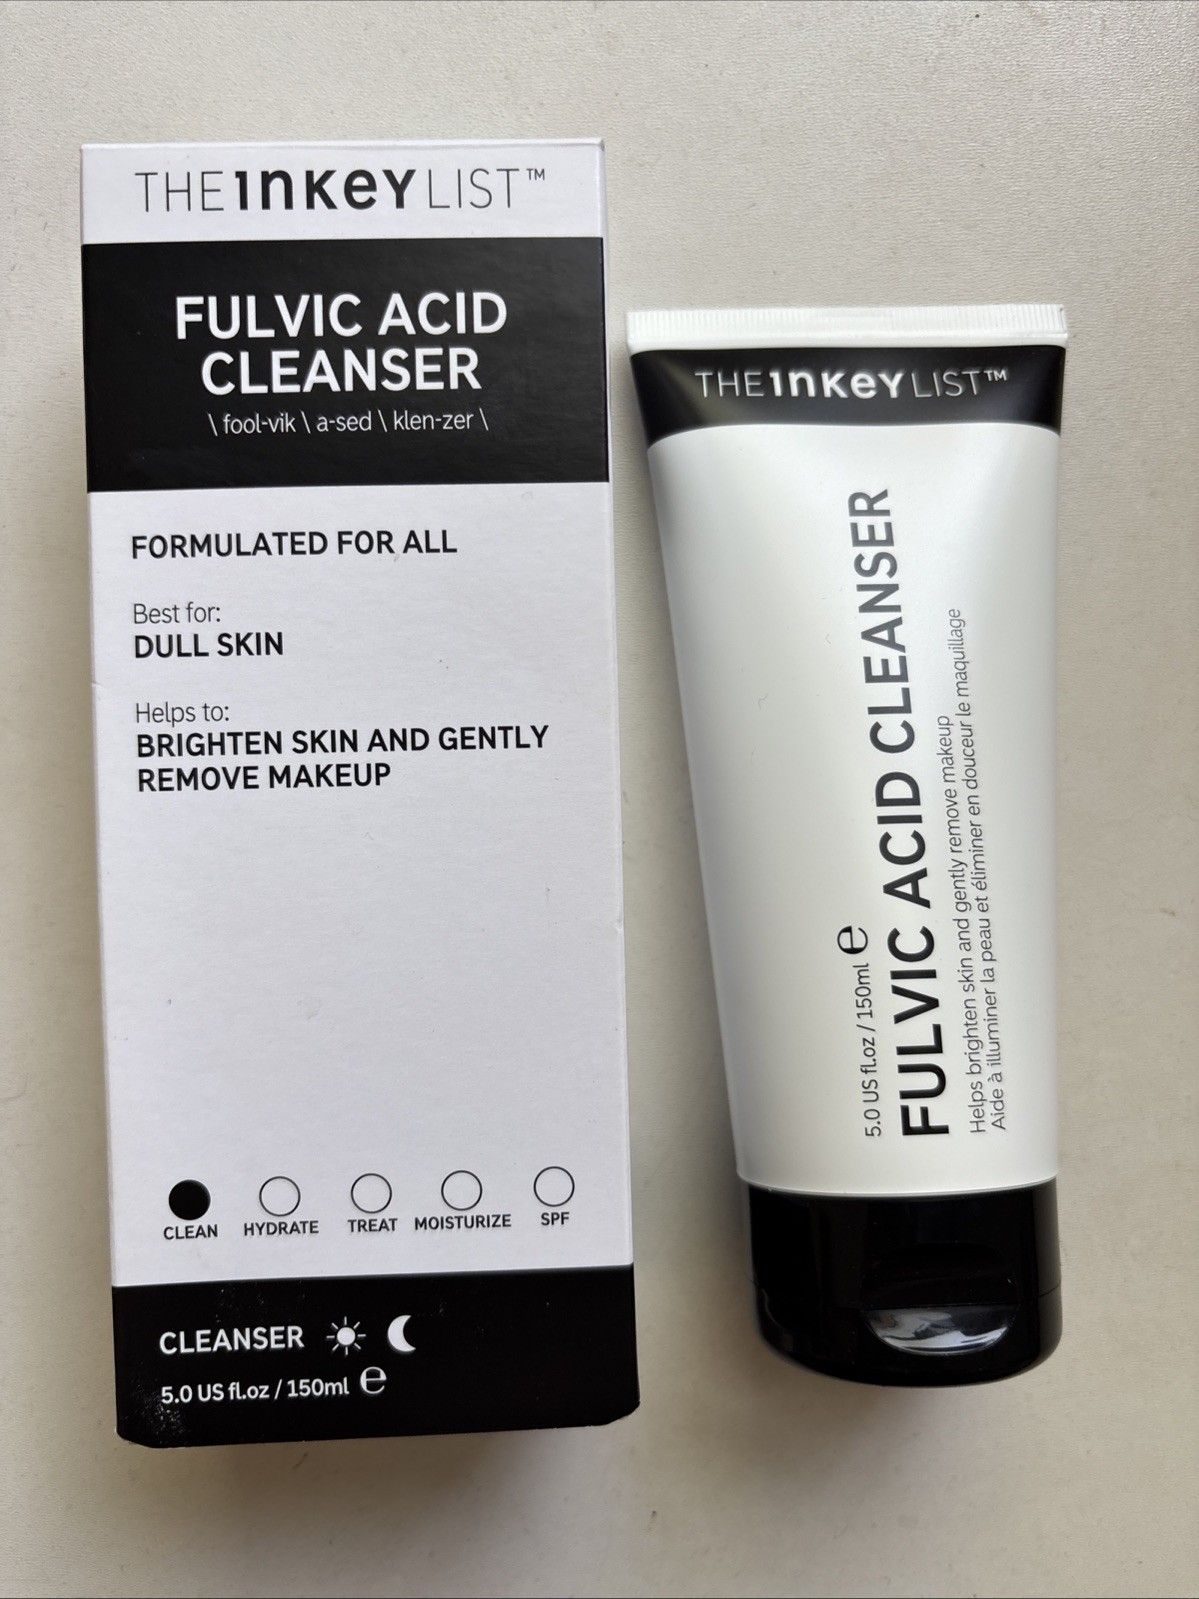 THE INKEY LIST™
FULVIC ACID
CLEANSER
\ fool-vik \ a-sed \ klen-zer \
FORMULATED FOR ALL
Best for:
DULL SKIN
Helps to:
BRIGHTEN SKIN AND GENTLY
REMOVE MAKEUP
CLEAN HYDRATE TREAT MOISTURIZE SPF
CLEANSER
5.0 US fl.oz / 150ml ℮
THE INKEY LIST™
5.0 US fl.oz / 150ml ℮
FULVIC ACID CLEANSER
Helps brighten skin and gently remove makeup
Aide à illuminer la peau et éliminer en douceur le maquillage